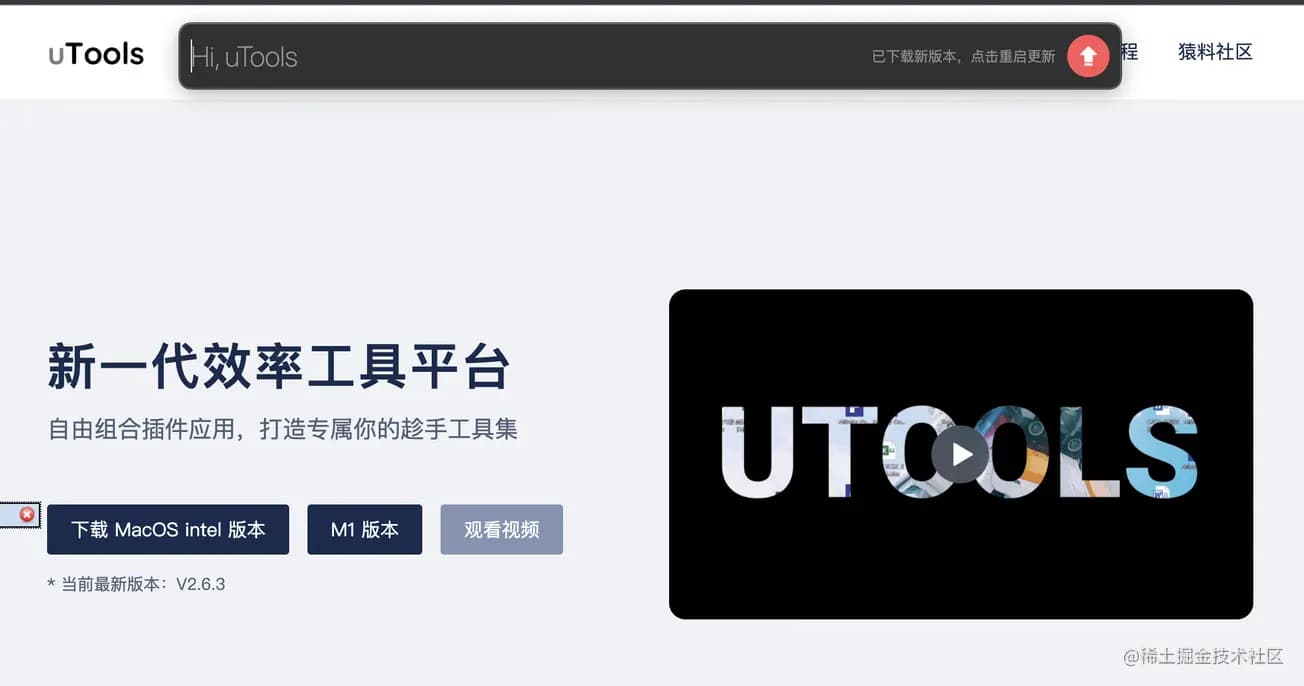 uTools
Hi, uTools
已下载新版本，点击重启更新
程
猿料社区
新一代效率工具平台
自由组合插件应用，打造专属你的趁手工具集
下载 MacOS intel 版本
M1 版本
观看视频
* 当前最新版本：V2.6.3
UTOOLS
@稀土掘金技术社区